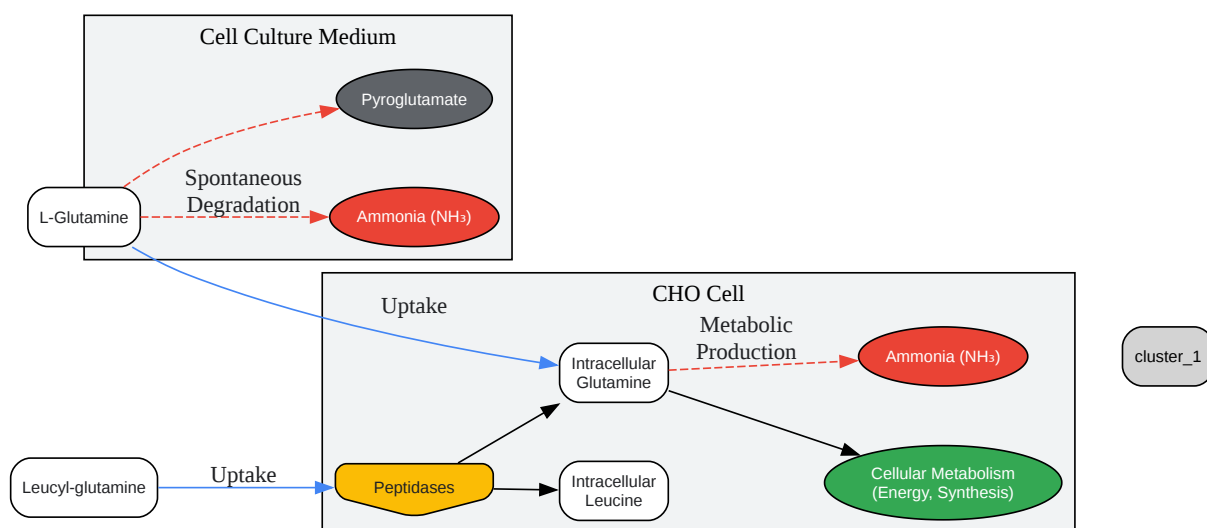 Cell Culture Medium
Pyroglutamate
Spontaneous
Degradation
L-Glutamine
Ammonia (NH₃)
Uptake
CHO Cell
Metabolic
Production
Intracellular
Glutamine
Ammonia (NH₃)
cluster_1
Leucyl-glutamine
Uptake
Peptidases
Intracellular
Leucine
Cellular Metabolism
(Energy, Synthesis)